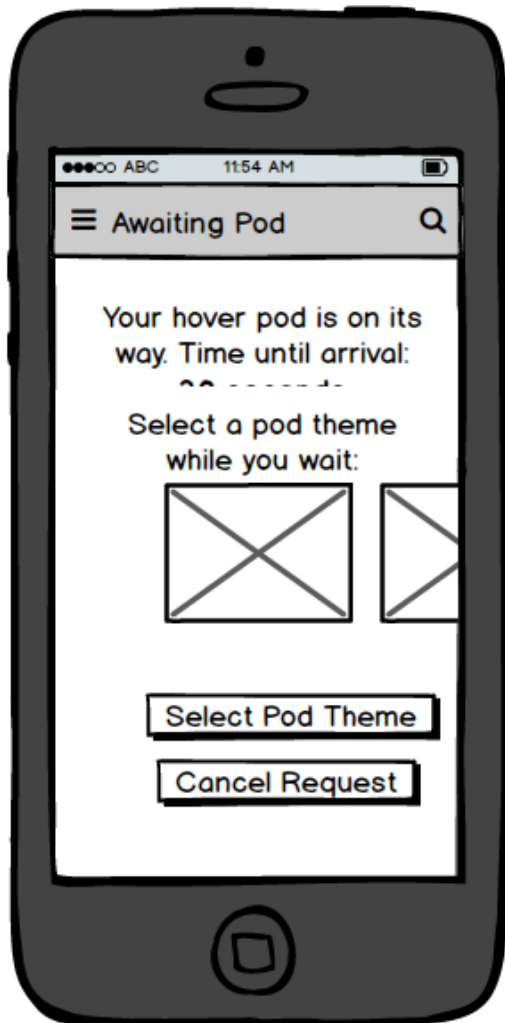 ABC 11:54 AM
Awaiting Pod
Your hover pod is on its
way. Time until arrival:
Select a pod theme
while you wait:
Select Pod Theme
Cancel Request